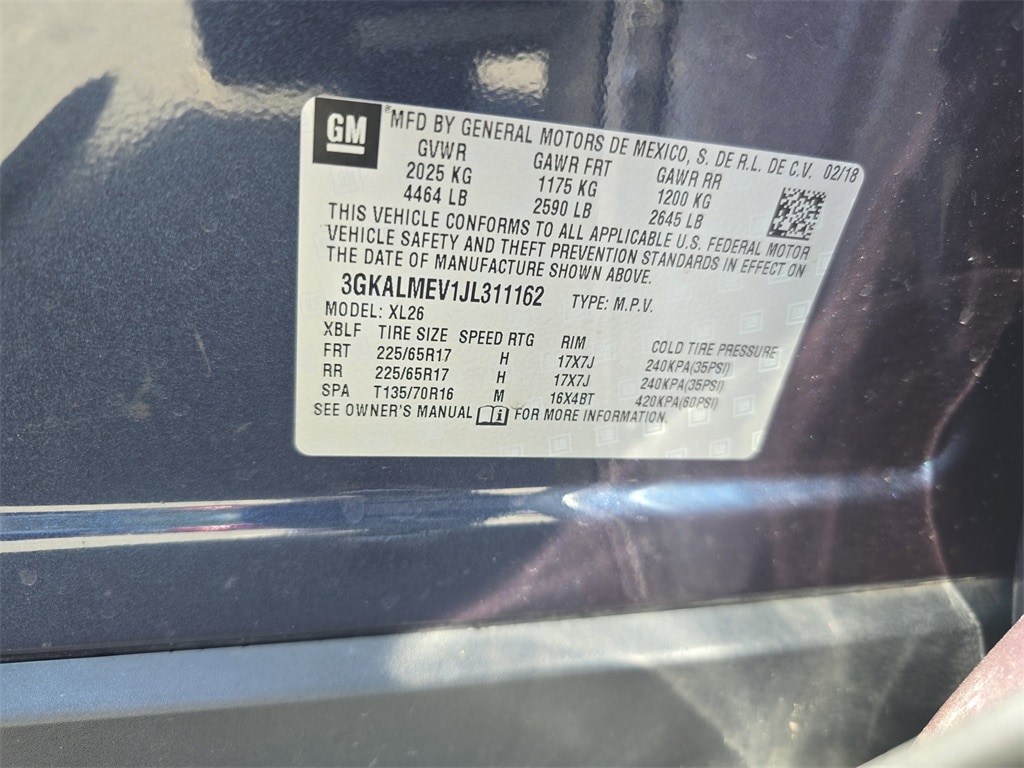 GM ®MFD BY GENERAL MOTORS DE MEXICO, S. DE R.L. DE C.V. 02/18
GVWR GAWR FRT GAWR RR
2025 KG 1175 KG 1200 KG
4464 LB 2590 LB 2645 LB
THIS VEHICLE CONFORMS TO ALL APPLICABLE U.S. FEDERAL MOTOR
VEHICLE SAFETY AND THEFT PREVENTION STANDARDS IN EFFECT ON
THE DATE OF MANUFACTURE SHOWN ABOVE.
3GKALMEV1JL311162 TYPE: M.P.V.
MODEL: XL26
XBLF TIRE SIZE SPEED RTG RIM COLD TIRE PRESSURE
FRT 225/65R17 H 17X7J 240KPA(35PSI)
RR 225/65R17 H 17X7J 240KPA(35PSI)
SPA T135/70R16 M 16X4BT 420KPA(60PSI)
SEE OWNER'S MANUAL i FOR MORE INFORMATION.